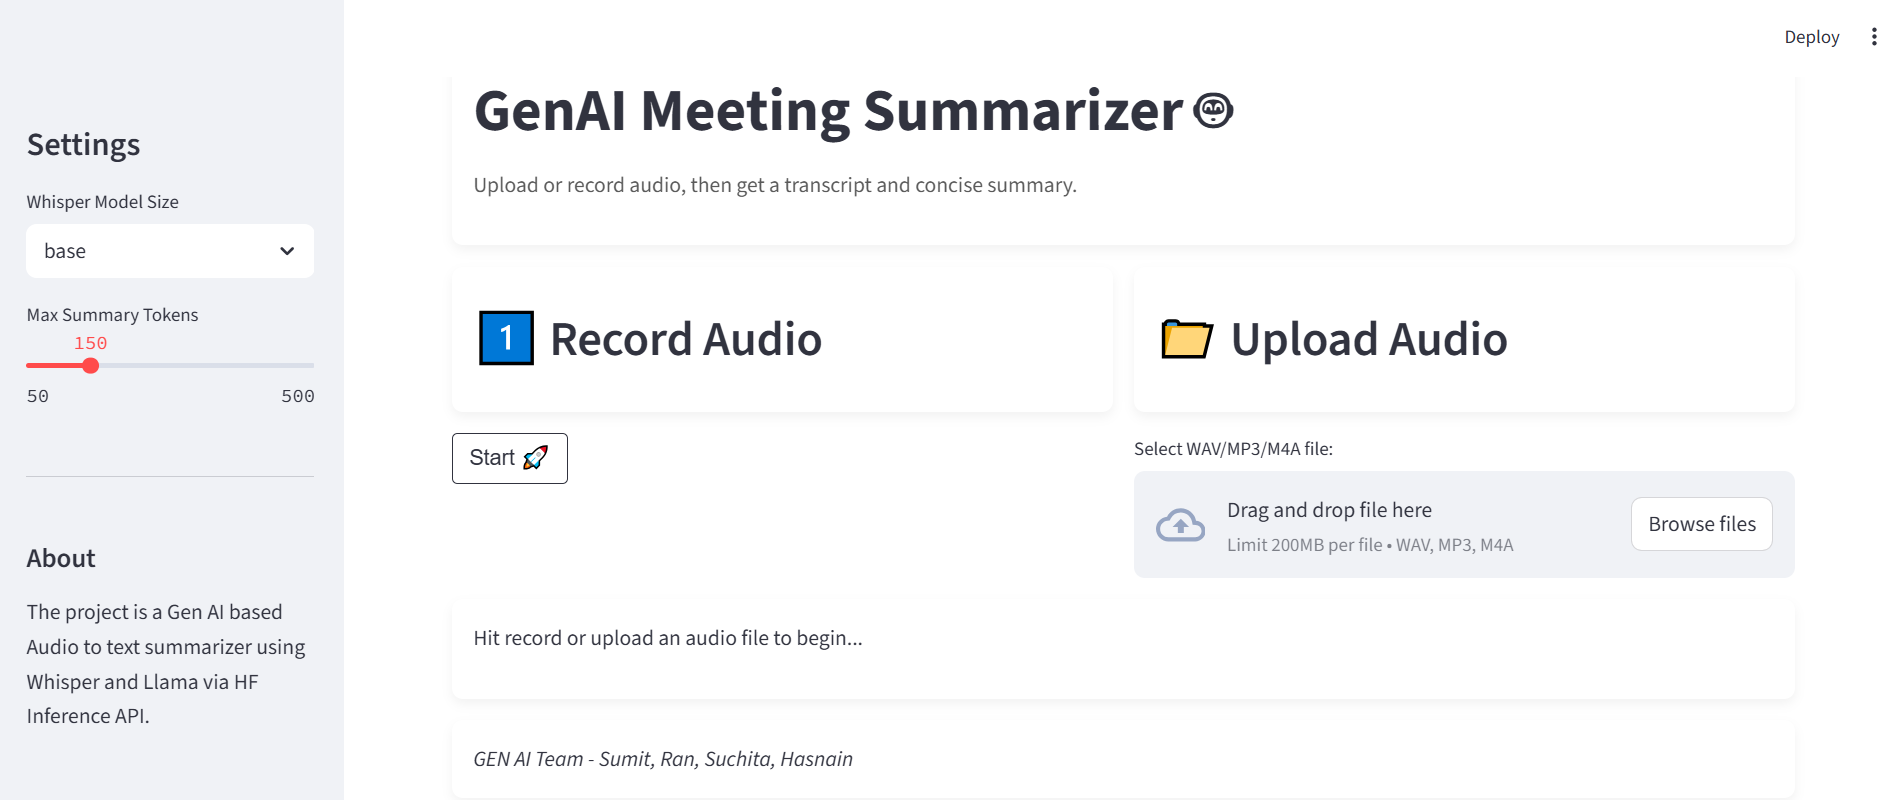 Deploy
Settings
Whisper Model Size
base
Max Summary Tokens
150
50 500
About
The project is a Gen AI based
Audio to text summarizer using
Whisper and Llama via HF
Inference API.
GenAI Meeting Summarizer
Upload or record audio, then get a transcript and concise summary.
1 Record Audio
Start
Upload Audio
Select WAV/MP3/M4A file:
Drag and drop file here
Limit 200MB per file • WAV, MP3, M4A
Browse files
Hit record or upload an audio file to begin...
GEN AI Team - Sumit, Ran, Suchita, Hasnain